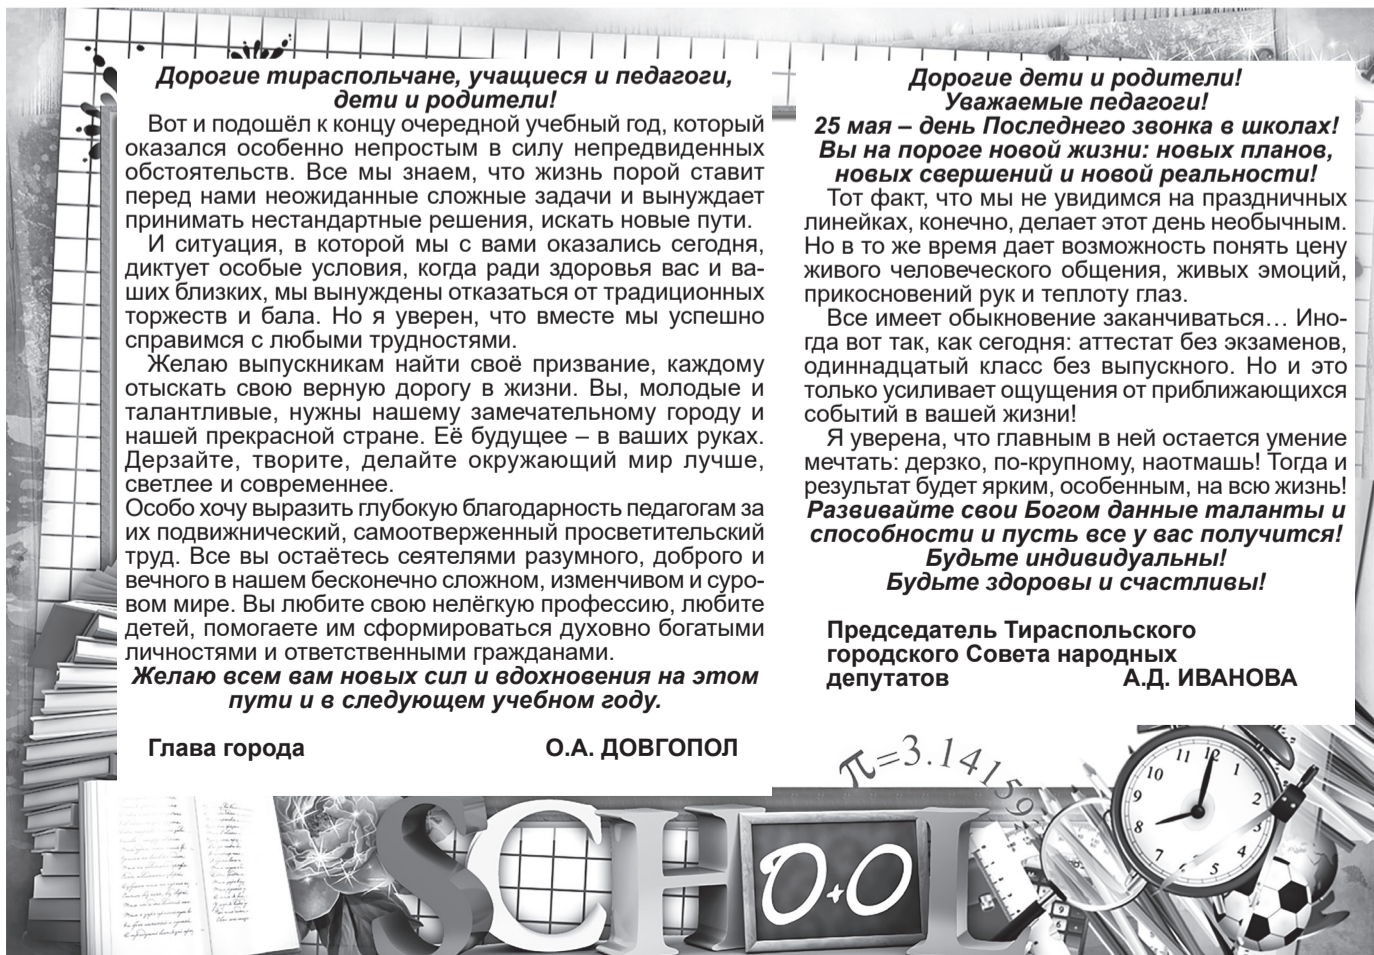 Дорогие тираспольчане, учащиеся и педагоги,
дети и родители!
Вот и подошёл к концу очередной учебный год, который
оказался особенно непростым в силу непредвиденных
обстоятельств. Все мы знаем, что жизнь порой ставит
перед нами неожиданные сложные задачи и вынуждает
принимать нестандартные решения, искать новые пути.
И ситуация, в которой мы с вами оказались сегодня,
диктует особые условия, когда ради здоровья вас и ва-
ших близких, мы вынуждены отказаться от традиционных
торжеств и бала. Но я уверен, что вместе мы успешно
справимся с любыми трудностями.
Желаю выпускникам найти своё призвание, каждому
отыскать свою верную дорогу в жизни. Вы, молодые и
талантливые, нужны нашему замечательному городу и
нашей прекрасной стране. Её будущее – в ваших руках.
Дерзайте, творите, делайте окружающий мир лучше,
светлее и современнее.
Особо хочу выразить глубокую благодарность педагогам за
их подвижнический, самоотверженный просветительский
труд. Все вы остаётесь сеятелями разумного, доброго и
вечного в нашем бесконечно сложном, изменчивом и суро-
вом мире. Вы любите свою нелёгкую профессию, любите
детей, помогаете им сформироваться духовно богатыми
личностями и ответственными гражданами.
Желаю всем вам новых сил и вдохновения на этом
пути и в следующем учебном году.
Глава города О.А. ДОВГОПОЛ
Дорогие дети и родители!
Уважаемые педагоги!
25 мая – день Последнего звонка в школах!
Вы на пороге новой жизни: новых планов,
новых свершений и новой реальности!
Тот факт, что мы не увидимся на праздничных
линейках, конечно, делает этот день необычным.
Но в то же время дает возможность понять цену
живого человеческого общения, живых эмоций,
прикосновений рук и теплоту глаз.
Все имеет обыкновение заканчиваться… Ино-
гда вот так, как сегодня: аттестат без экзаменов,
одиннадцатый класс без выпускного. Но и это
только усиливает ощущения от приближающихся
событий в вашей жизни!
Я уверена, что главным в ней остается умение
мечтать: дерзко, по-крупному, наотмашь! Тогда и
результат будет ярким, особенным, на всю жизнь!
Развивайте свои Богом данные таланты и
способности и пусть все у вас получится!
Будьте индивидуальны!
Будьте здоровы и счастливы!
Председатель Тираспольского
городского Совета народных
депутатов А.Д. ИВАНОВА
π=3.14159
11 12 1
10 2
9
8 4
7 5
SCH O+O L